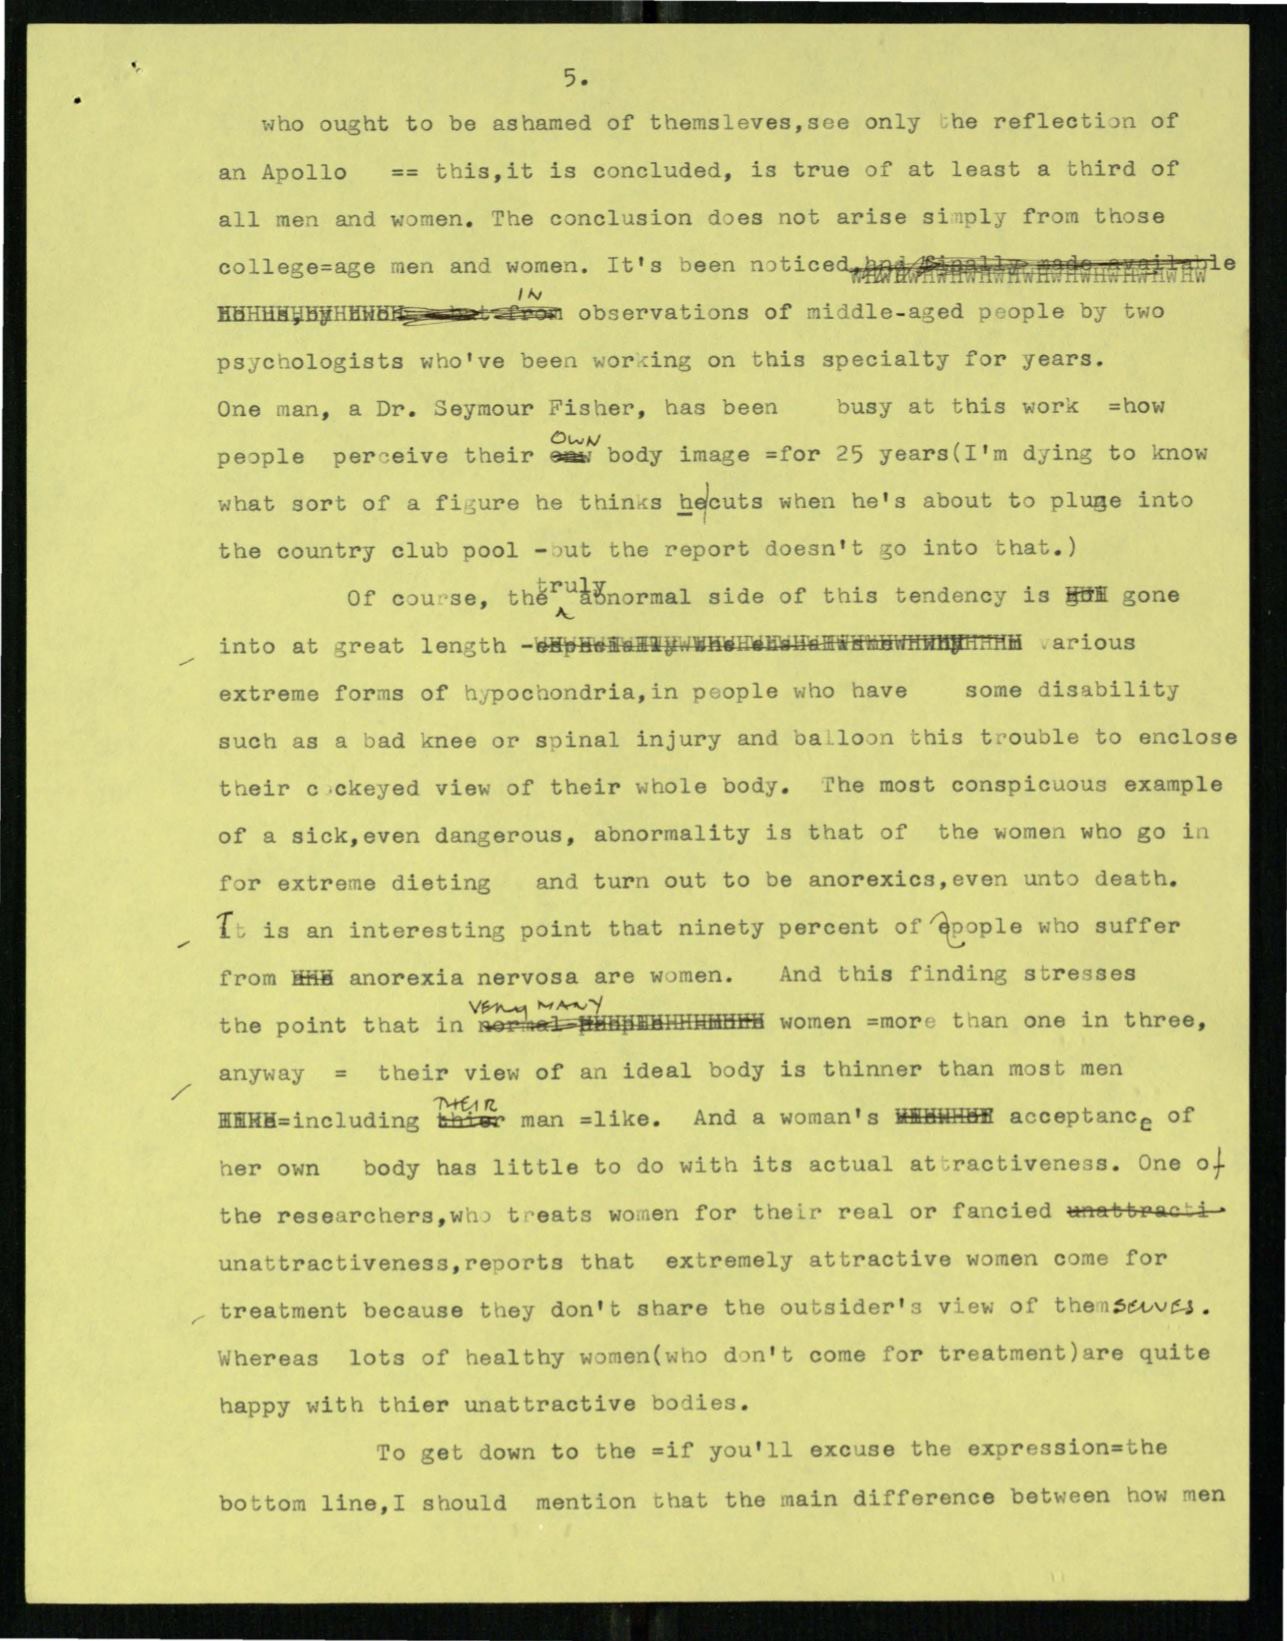 5.
who ought to be ashamed of themsleves,see only the reflection of
an Apollo == this,it is concluded, is true of at least a third of
all men and women. The conclusion does not arise simply from those
college=age men and women. It's been noticed, and finally made available
IN
but from observations of middle-aged people by two
psychologists who've been working on this specialty for years.
One man, a Dr. Seymour Fisher, has been busy at this work =how
OWN
people perceive their body image =for 25 years(I'm dying to know
what sort of a figure he thinks he|cuts when he's about to plunge into
the country club pool -but the report doesn't go into that.)
truly
Of course, the abnormal side of this tendency is gone
into at great length - various
extreme forms of hypochondria,in people who have some disability
such as a bad knee or spinal injury and balloon this trouble to enclose
their cockeyed view of their whole body. The most conspicuous example
of a sick,even dangerous, abnormality is that of the women who go in
for extreme dieting and turn out to be anorexics,even unto death.
It is an interesting point that ninety percent of epople who suffer
from anorexia nervosa are women. And this finding stresses
VERY MANY
the point that in normal women =more than one in three,
anyway = their view of an ideal body is thinner than most men
THEIR
=including thier man =like. And a woman's acceptance of
her own body has little to do with its actual attractiveness. One of
the researchers,who treats women for their real or fancied unattracti-
unattractiveness,reports that extremely attractive women come for
treatment because they don't share the outsider's view of themSELVES.
Whereas lots of healthy women(who don't come for treatment)are quite
happy with thier unattractive bodies.
To get down to the =if you'll excuse the expression=the
bottom line,I should mention that the main difference between how men